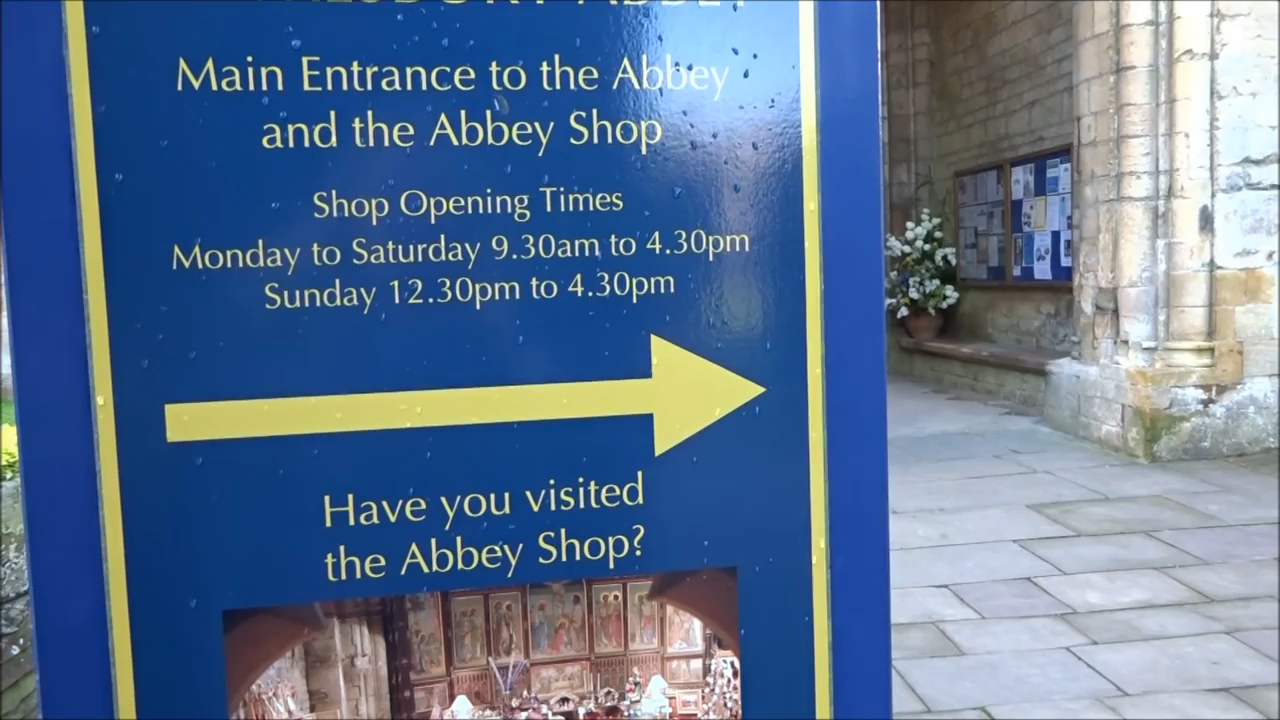 ABBEY
Main Entrance to the Abbey
and the Abbey Shop
Shop Opening Times
Monday to Saturday 9.30am to 4.30pm
Sunday 12.30pm to 4.30pm
Have you visited
the Abbey Shop?